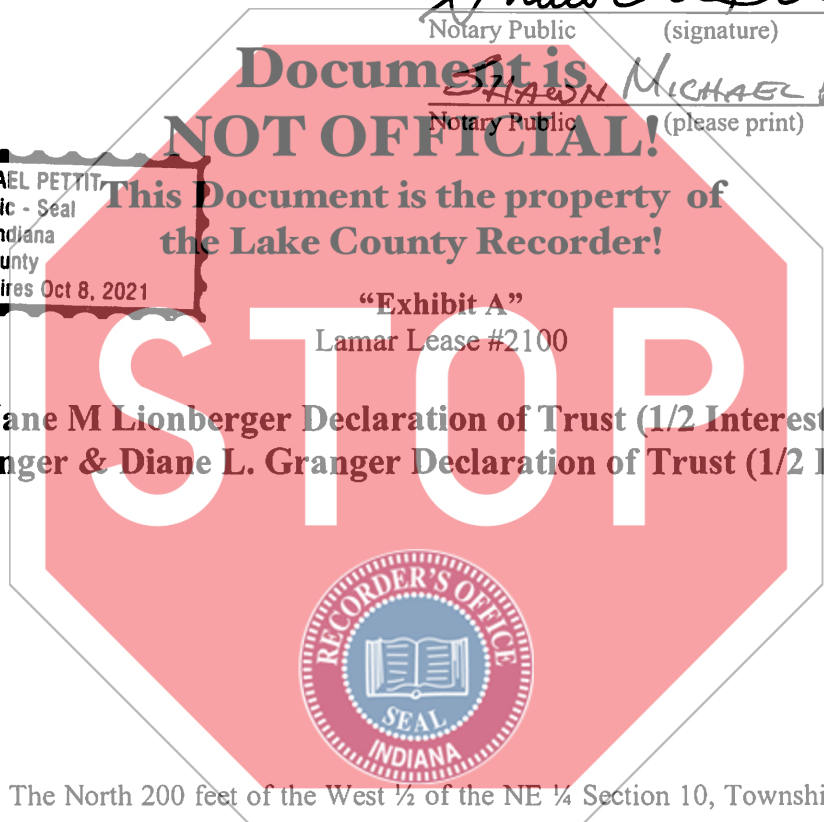 Notary Public (signature)
Document is
SHAWN MICHAEL
Notary Public (please print)
NOT OFFICIAL!
AEL PETTIT
ic - Seal
ndiana
unty
ires Oct 8, 2021
This Document is the property of
the Lake County Recorder!
“Exhibit A”
Lamar Lease #2100
STOP
ane M Lionberger Declaration of Trust (1/2 Interest
nger & Diane L. Granger Declaration of Trust (1/2 I
RECORDER'S OFFICE
SEAL
INDIANA
The North 200 feet of the West ½ of the NE ¼ Section 10, Townshi